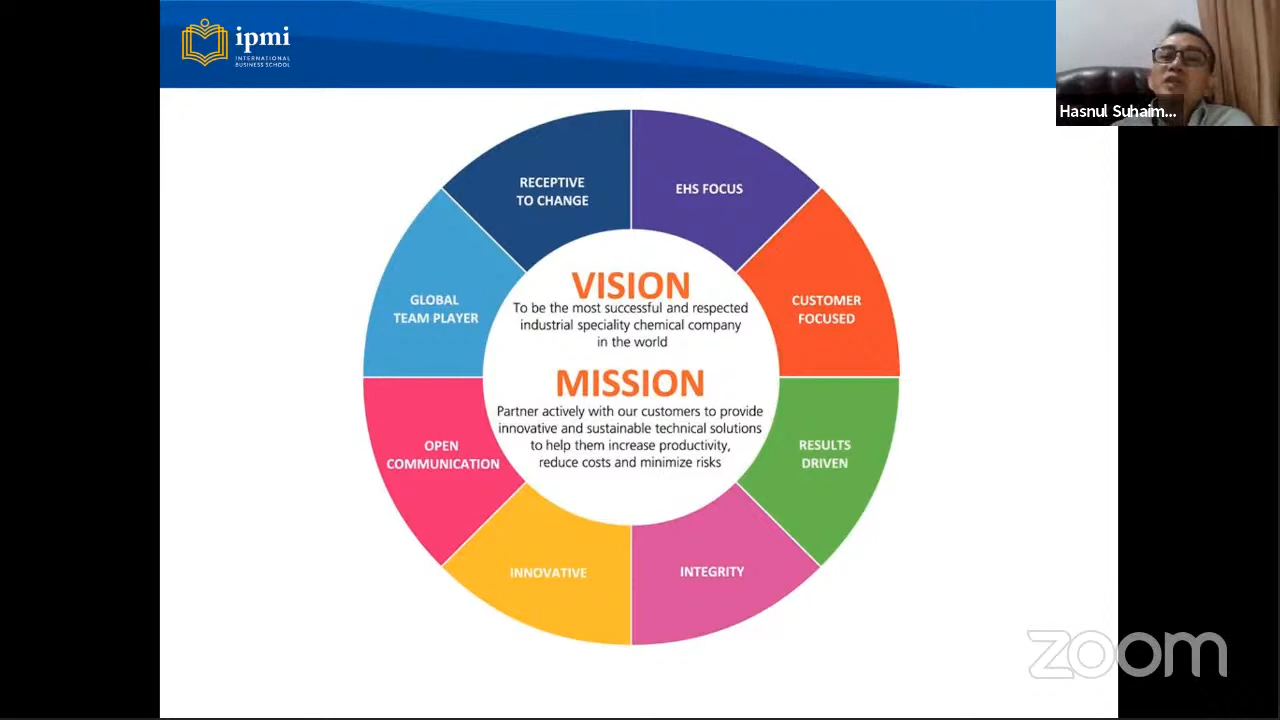 ipmi
INTERNATIONAL
BUSINESS SCHOOL
Hasnul Suhaim...
RECEPTIVE
TO CHANGE
EHS FOCUS
GLOBAL
TEAM PLAYER
CUSTOMER
FOCUSED
VISION
To be the most successful and respected
industrial speciality chemical company
in the world
MISSION
Partner actively with our customers to provide
innovative and sustainable technical solutions
to help them increase productivity,
reduce costs and minimize risks
OPEN
COMMUNICATION
RESULTS
DRIVEN
INNOVATIVE
INTEGRITY
zoom